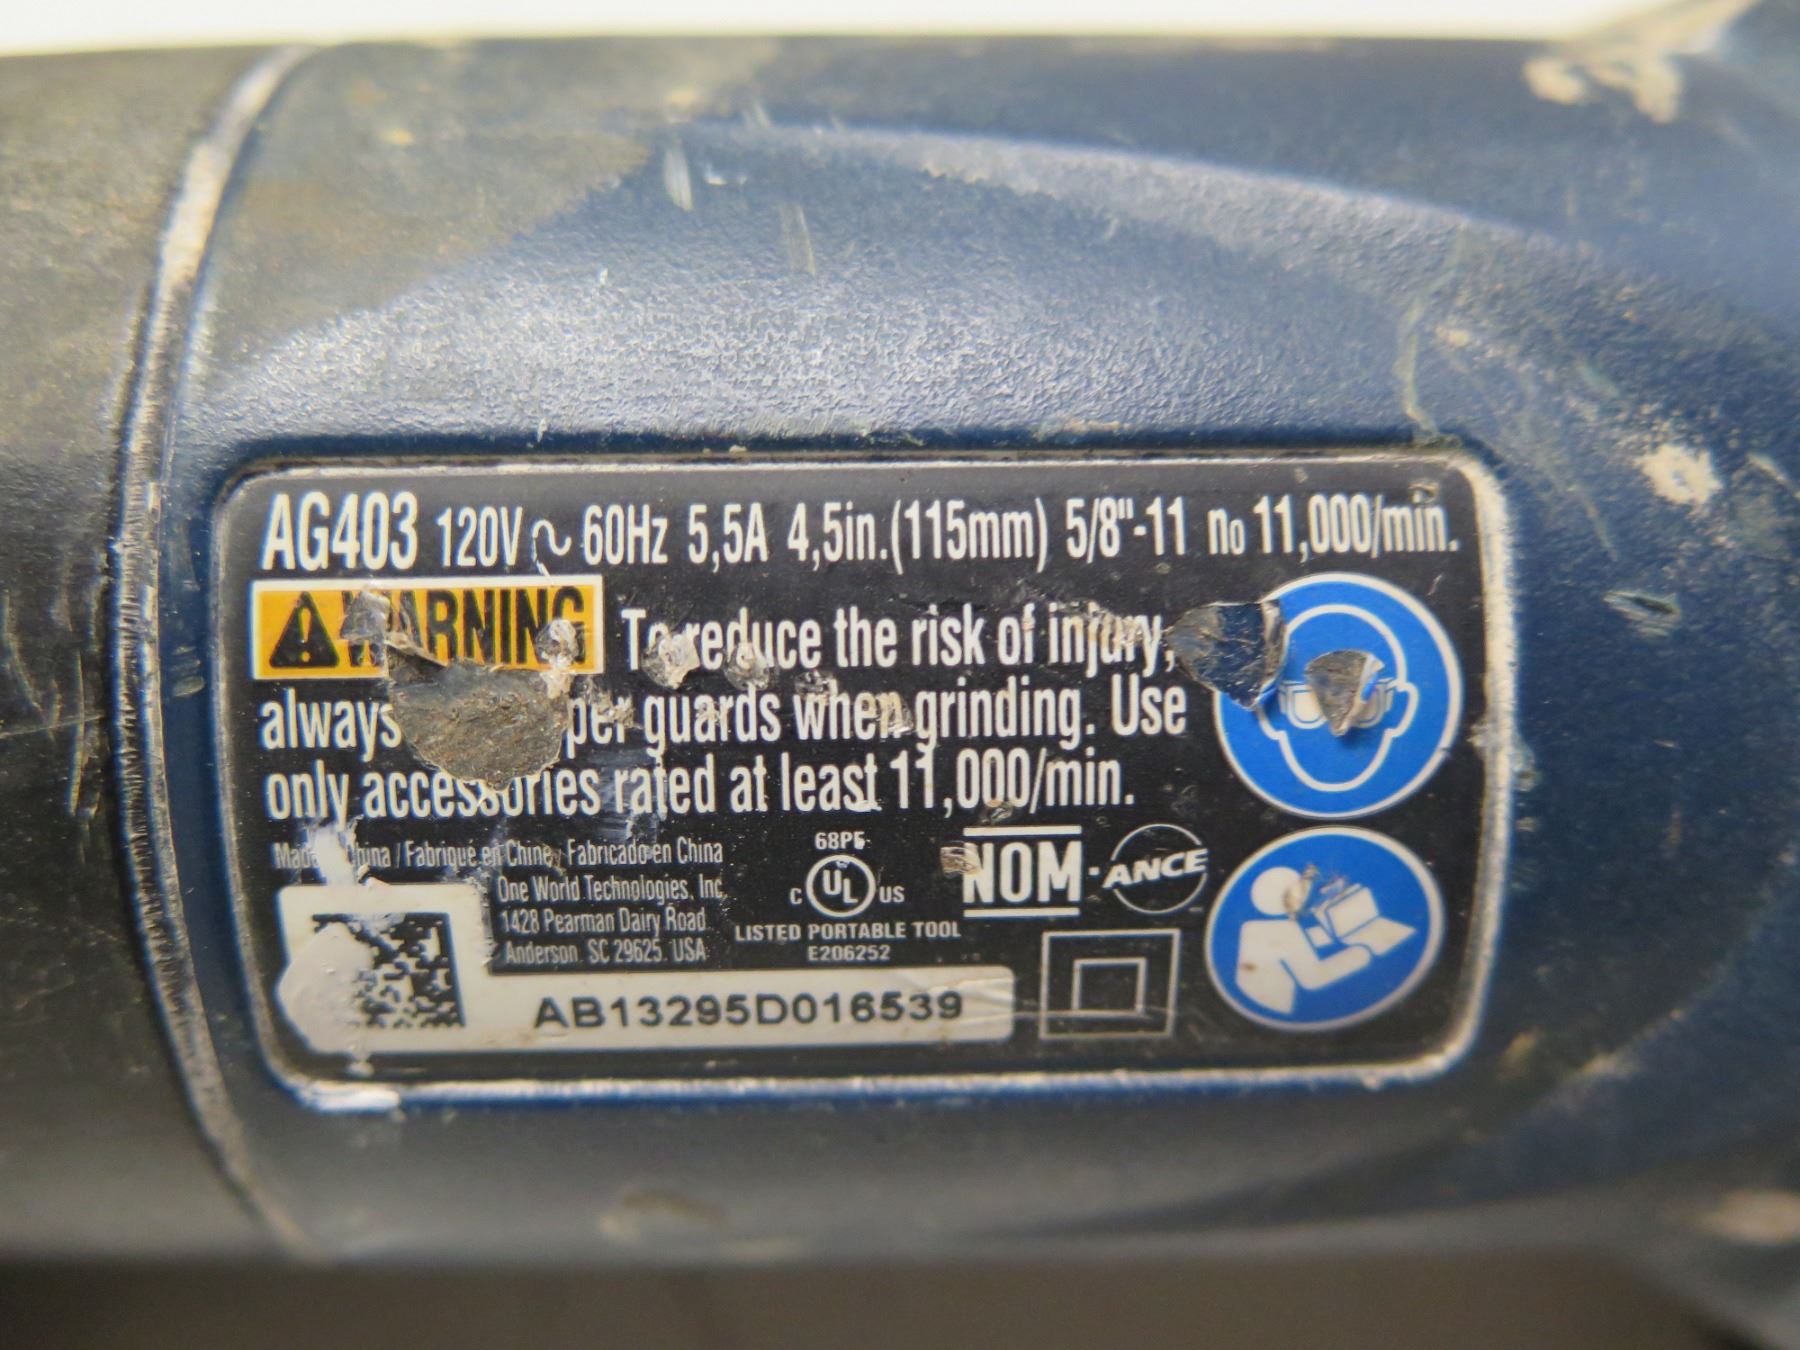 AG403 120V ~ 60Hz 5,5A 4,5in.(115mm) 5/8"-11 no 11,000/min.
WARNING To reduce the risk of injury,
always guards when grinding. Use
only accessories rated at least 11,000/min.
Made China / Fabriqué en Chine / Fabricado en China
One World Technologies, Inc.
1428 Pearman Dairy Road
Anderson, SC 29625, USA
68PF
C UL US
LISTED PORTABLE TOOL
E206252
NOM-ANCE
AB13295D016539